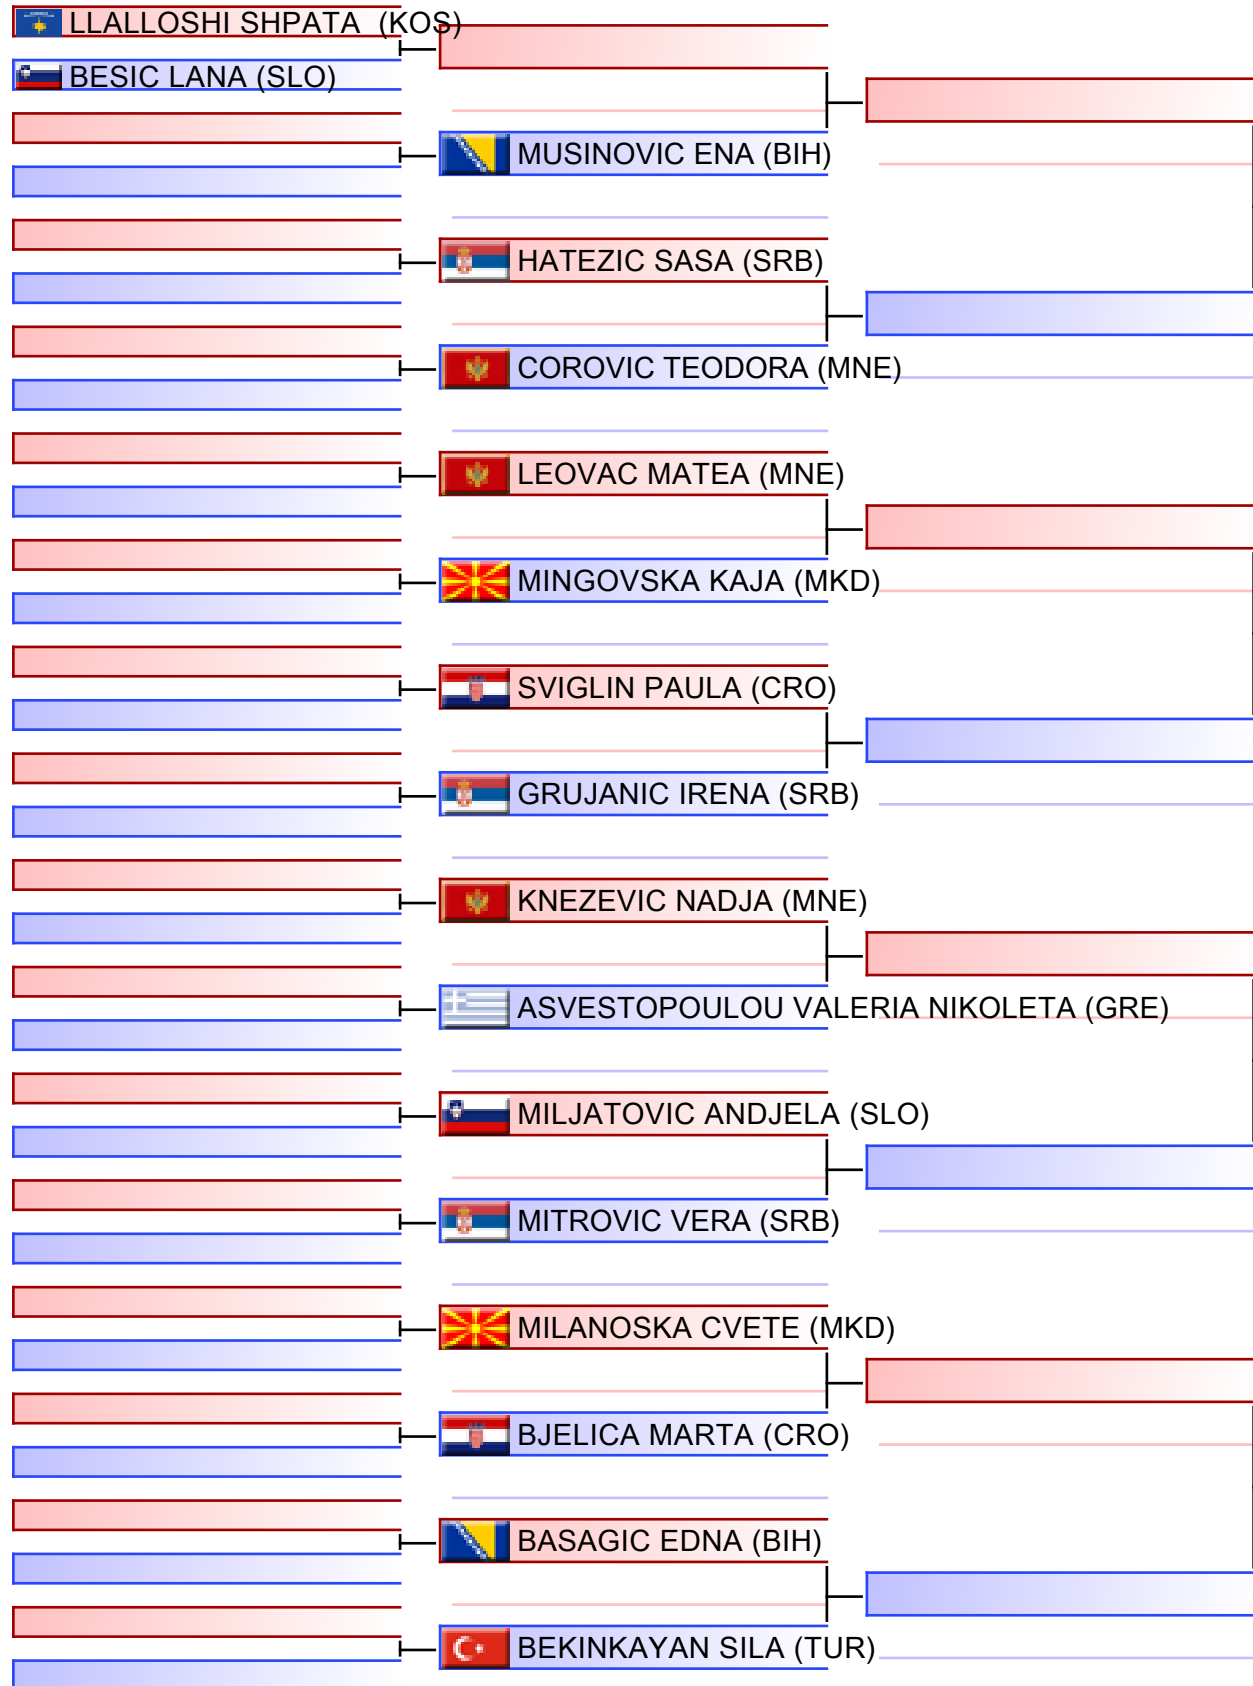 LLALLOSHI SHPATA  (KOS)
BESIC LANA (SLO)
MUSINOVIC ENA (BIH)
HATEZIC SASA (SRB)
COROVIC TEODORA (MNE)
LEOVAC MATEA (MNE)
MINGOVSKA KAJA (MKD)
SVIGLIN PAULA (CRO)
GRUJANIC IRENA (SRB)
KNEZEVIC NADJA (MNE)
ASVESTOPOULOU VALERIA NIKOLETA (GRE)
MILJATOVIC ANDJELA (SLO)
MITROVIC VERA (SRB)
MILANOSKA CVETE (MKD)
BJELICA MARTA (CRO)
BASAGIC EDNA (BIH)
BEKINKAYAN SILA (TUR)